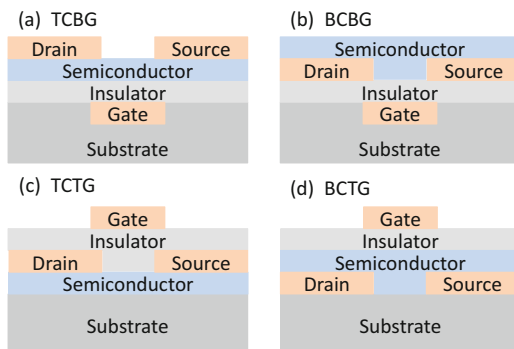 (a) TCBG
Drain Source
Semiconductor
Insulator
Gate
Substrate
(b) BCBG
Semiconductor
Drain Source
Insulator
Gate
Substrate
(c) TCTG
Gate
Insulator
Drain Source
Semiconductor
Substrate
(d) BCTG
Gate
Insulator
Semiconductor
Drain Source
Substrate